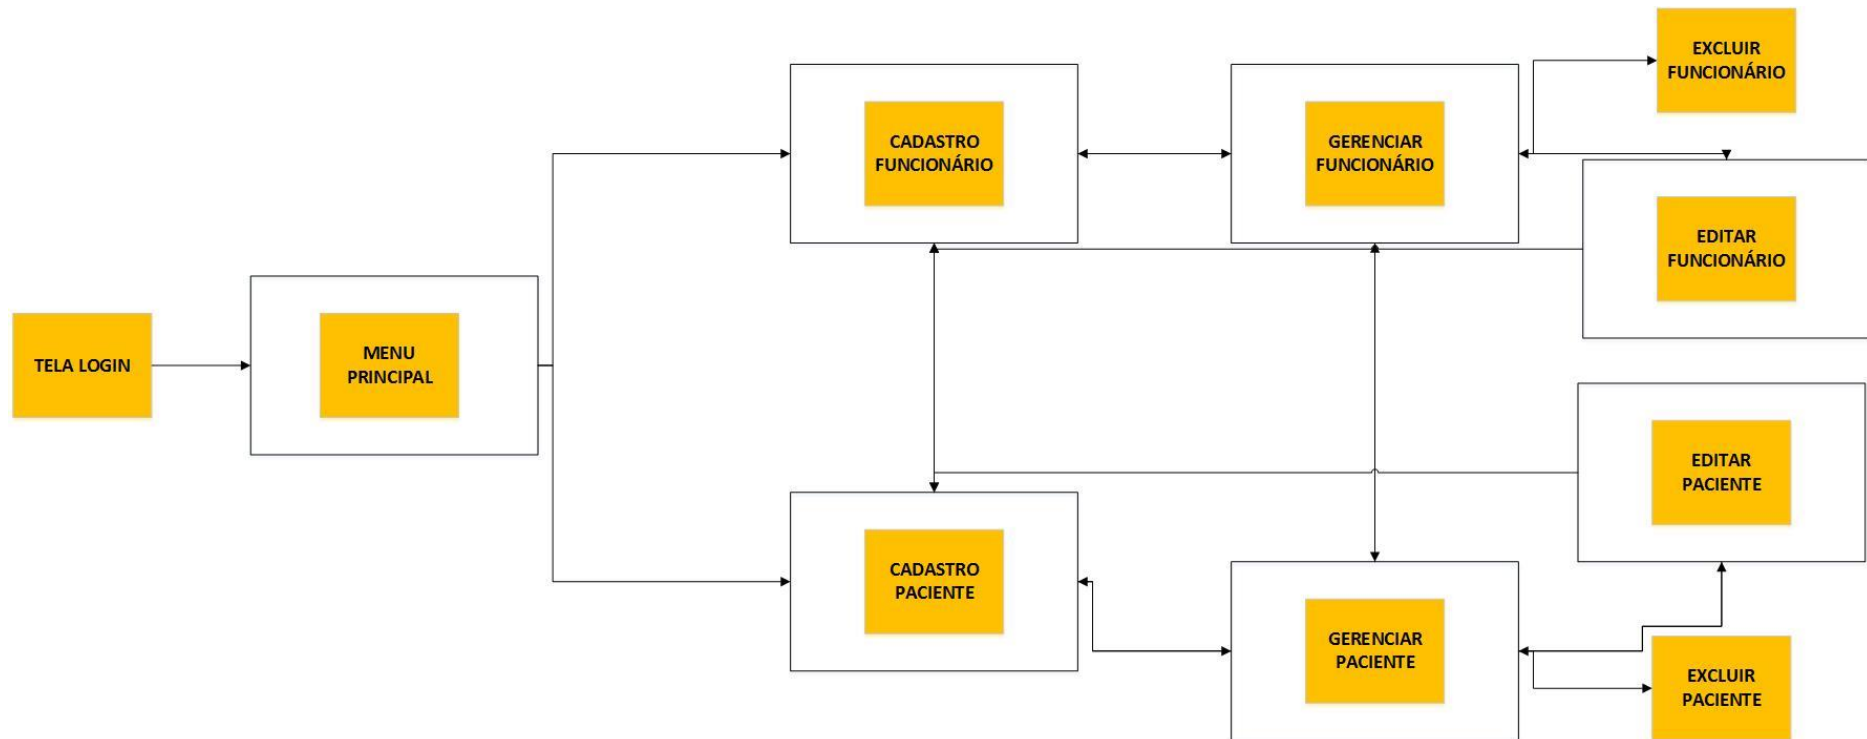 TELA LOGIN
MENU
PRINCIPAL
CADASTRO
FUNCIONÁRIO
GERENCIAR
FUNCIONÁRIO
EXCLUIR
FUNCIONÁRIO
EDITAR
FUNCIONÁRIO
CADASTRO
PACIENTE
GERENCIAR
PACIENTE
EDITAR
PACIENTE
EXCLUIR
PACIENTE